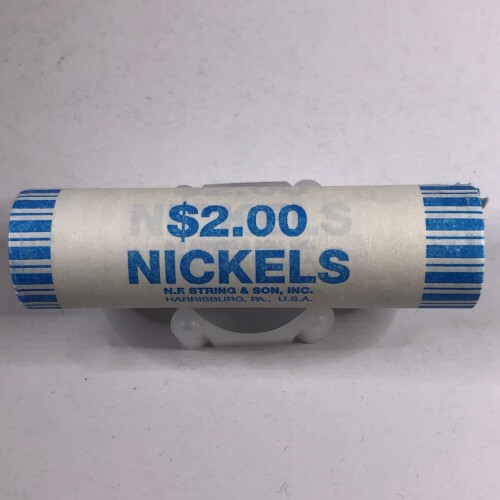 $2.00
NICKELS
N.F. STRING & SON, INC.
HARRISBURG, PA., U.S.A.